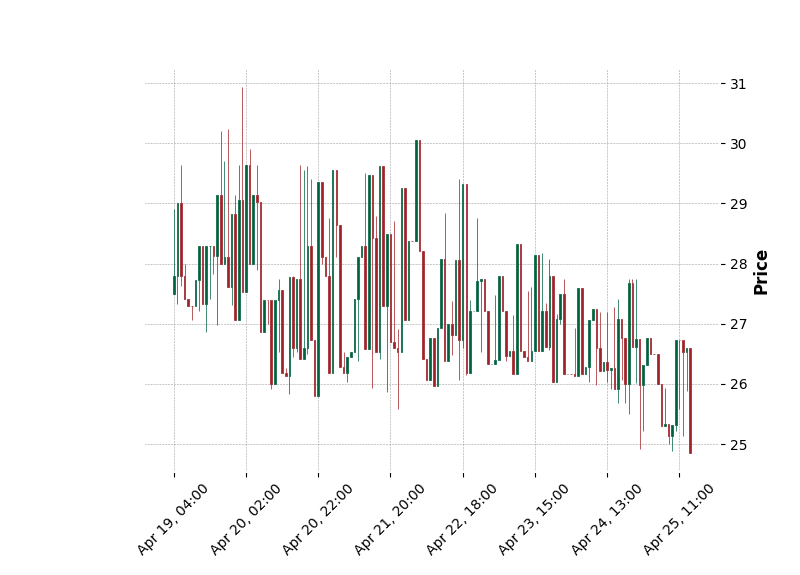 31
30
29
28
27
26
25
Price
Apr 19, 04:00
Apr 20, 02:00
Apr 20, 22:00
Apr 21, 20:00
Apr 22, 18:00
Apr 23, 15:00
Apr 24, 13:00
Apr 25, 11:00